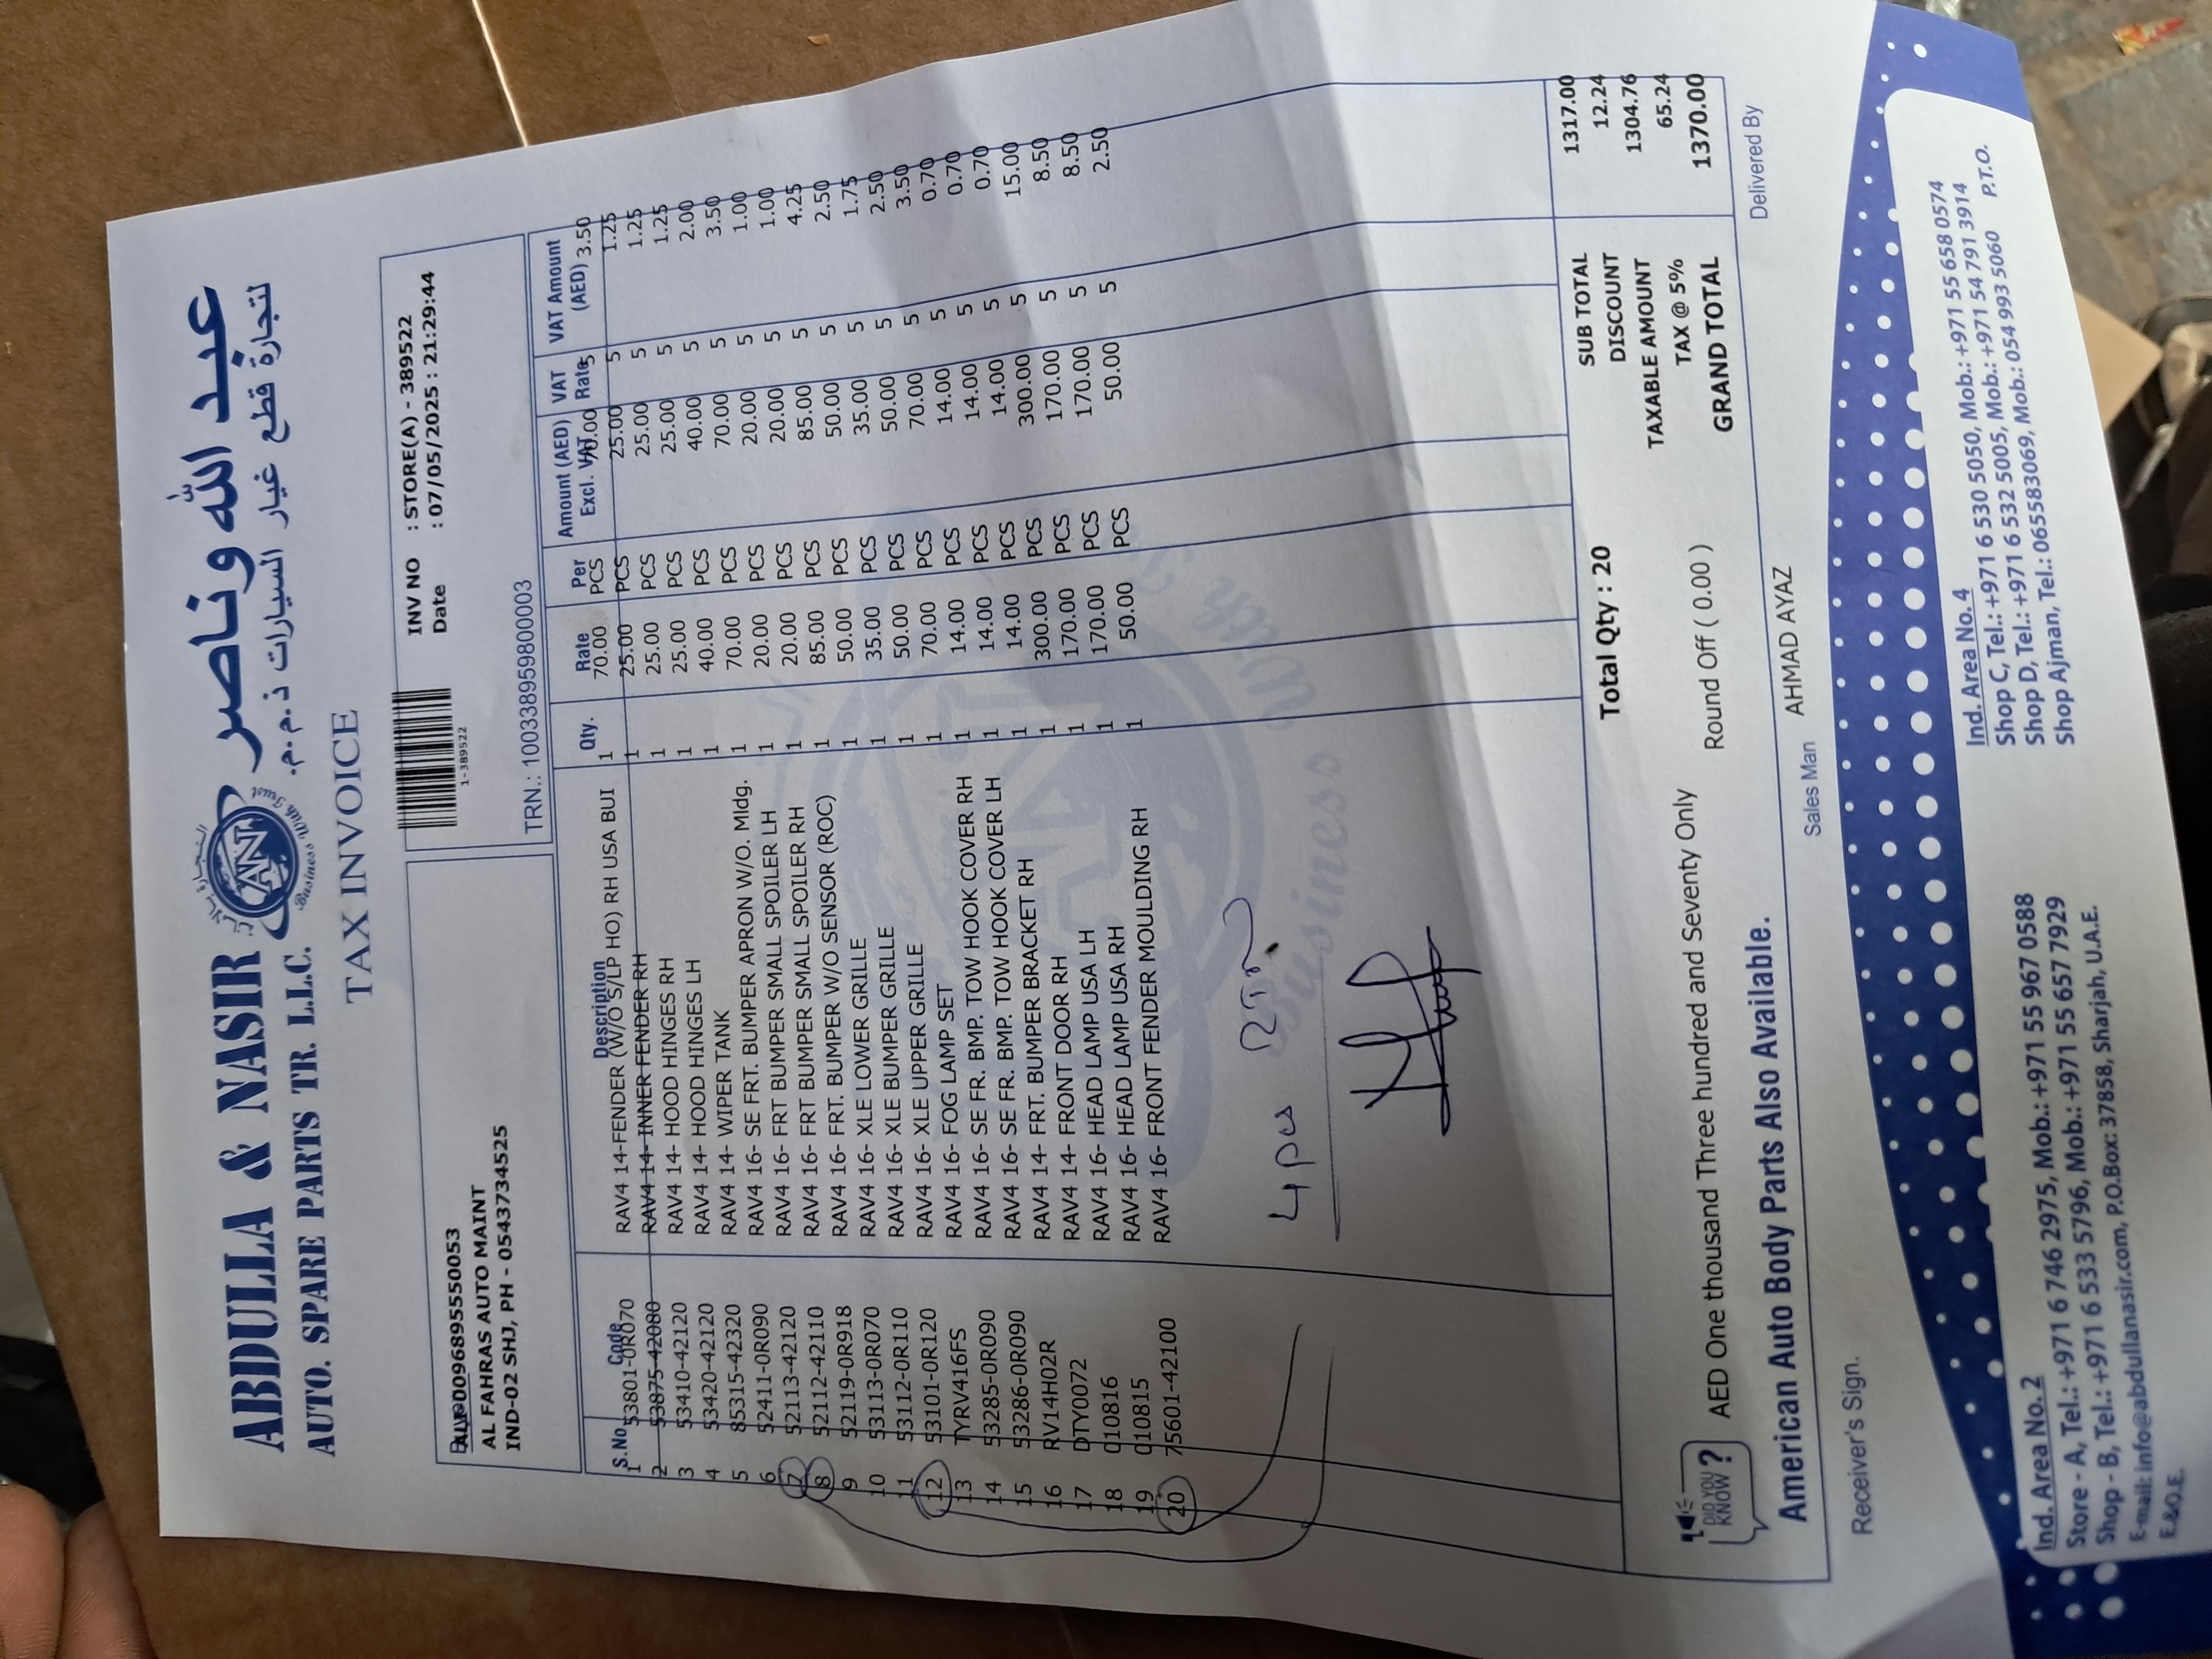 عبد الله وناصر
لتجارة قطع غيار السيارات ذ.م.م.
ABDULLA & NASIR
AUTO. SPARE PARTS TR. L.L.C.
AN
Business With Trust
TAX INVOICE
AUP00968955550053
AL FAHRAS AUTO MAINT
IND-02 SHJ, PH - 0543734525
1-389522
INV NO : STORE(A) - 389522
Date : 07/05/2025 : 21:29:44
TRN.: 100338959800003
S.No Code Description Qty. Rate Per Amount (AED) Excl. VAT VAT Rate VAT Amount (AED)
1 53801-0R070 RAV4 14-FENDER (W/O S/LP HO) RH USA BUI 1 70.00 PCS 70.00 5 3.50
2 53875-42080 RAV4 14- INNER FENDER RH 1 25.00 PCS 25.00 5 1.25
3 53410-42120 RAV4 14- HOOD HINGES RH 1 25.00 PCS 25.00 5 1.25
4 53420-42120 RAV4 14- HOOD HINGES LH 1 25.00 PCS 25.00 5 1.25
5 85315-42320 RAV4 14- WIPER TANK 1 40.00 PCS 40.00 5 2.00
6 52411-0R090 RAV4 16- SE FRT. BUMPER APRON W/O. Mldg. 1 70.00 PCS 70.00 5 3.50
7 52113-42120 RAV4 16- FRT BUMPER SMALL SPOILER LH 1 20.00 PCS 20.00 5 1.00
8 52112-42110 RAV4 16- FRT BUMPER SMALL SPOILER RH 1 20.00 PCS 20.00 5 1.00
9 52119-0R918 RAV4 16- FRT. BUMPER W/O SENSOR (ROC) 1 85.00 PCS 85.00 5 4.25
10 53113-0R070 RAV4 16- XLE LOWER GRILLE 1 50.00 PCS 50.00 5 2.50
11 53112-0R110 RAV4 16- XLE BUMPER GRILLE 1 35.00 PCS 35.00 5 1.75
12 53101-0R120 RAV4 16- XLE UPPER GRILLE 1 50.00 PCS 50.00 5 2.50
13 TYRV416FS RAV4 16- FOG LAMP SET 1 70.00 PCS 70.00 5 3.50
14 53285-0R090 RAV4 16- SE FR. BMP. TOW HOOK COVER RH 1 14.00 PCS 14.00 5 0.70
15 53286-0R090 RAV4 16- SE FR. BMP. TOW HOOK COVER LH 1 14.00 PCS 14.00 5 0.70
16 RV14H02R RAV4 14- FRT. BUMPER BRACKET RH 1 14.00 PCS 14.00 5 0.70
17 DTY0072 RAV4 14- FRONT DOOR RH 1 300.00 PCS 300.00 5 15.00
18 010816 RAV4 16- HEAD LAMP USA LH 1 170.00 PCS 170.00 5 8.50
19 010815 RAV4 16- HEAD LAMP USA RH 1 170.00 PCS 170.00 5 8.50
20 75601-42100 RAV4 16- FRONT FENDER MOULDING RH 1 50.00 PCS 50.00 5 2.50
4 pcs RTN
Business With
Total Qty : 20
SUB TOTAL 1317.00
DISCOUNT 12.24
TAXABLE AMOUNT 1304.76
TAX @ 5% 65.24
Round Off ( 0.00 )
GRAND TOTAL 1370.00
DID YOU KNOW ?
AED One thousand Three hundred and Seventy Only
American Auto Body Parts Also Available.
Receiver's Sign.
Sales Man AHMAD AYAZ
Delivered By
Ind. Area No. 2
Store - A, Tel.: +971 6 746 2975, Mob.: +971 55 967 0588
Shop - B, Tel.: +971 6 533 5796, Mob.: +971 55 657 7929
E-mail: info@abdullanasir.com, P.O.Box: 37858, Sharjah, U.A.E.
E.&O.E.
Ind. Area No. 4
Shop C, Tel.: +971 6 530 5050, Mob.: +971 55 658 0574
Shop D, Tel.: +971 6 532 5005, Mob.: +971 54 791 3914
Shop Ajman, Tel.: 065583069, Mob.: 054 993 5060 P.T.O.